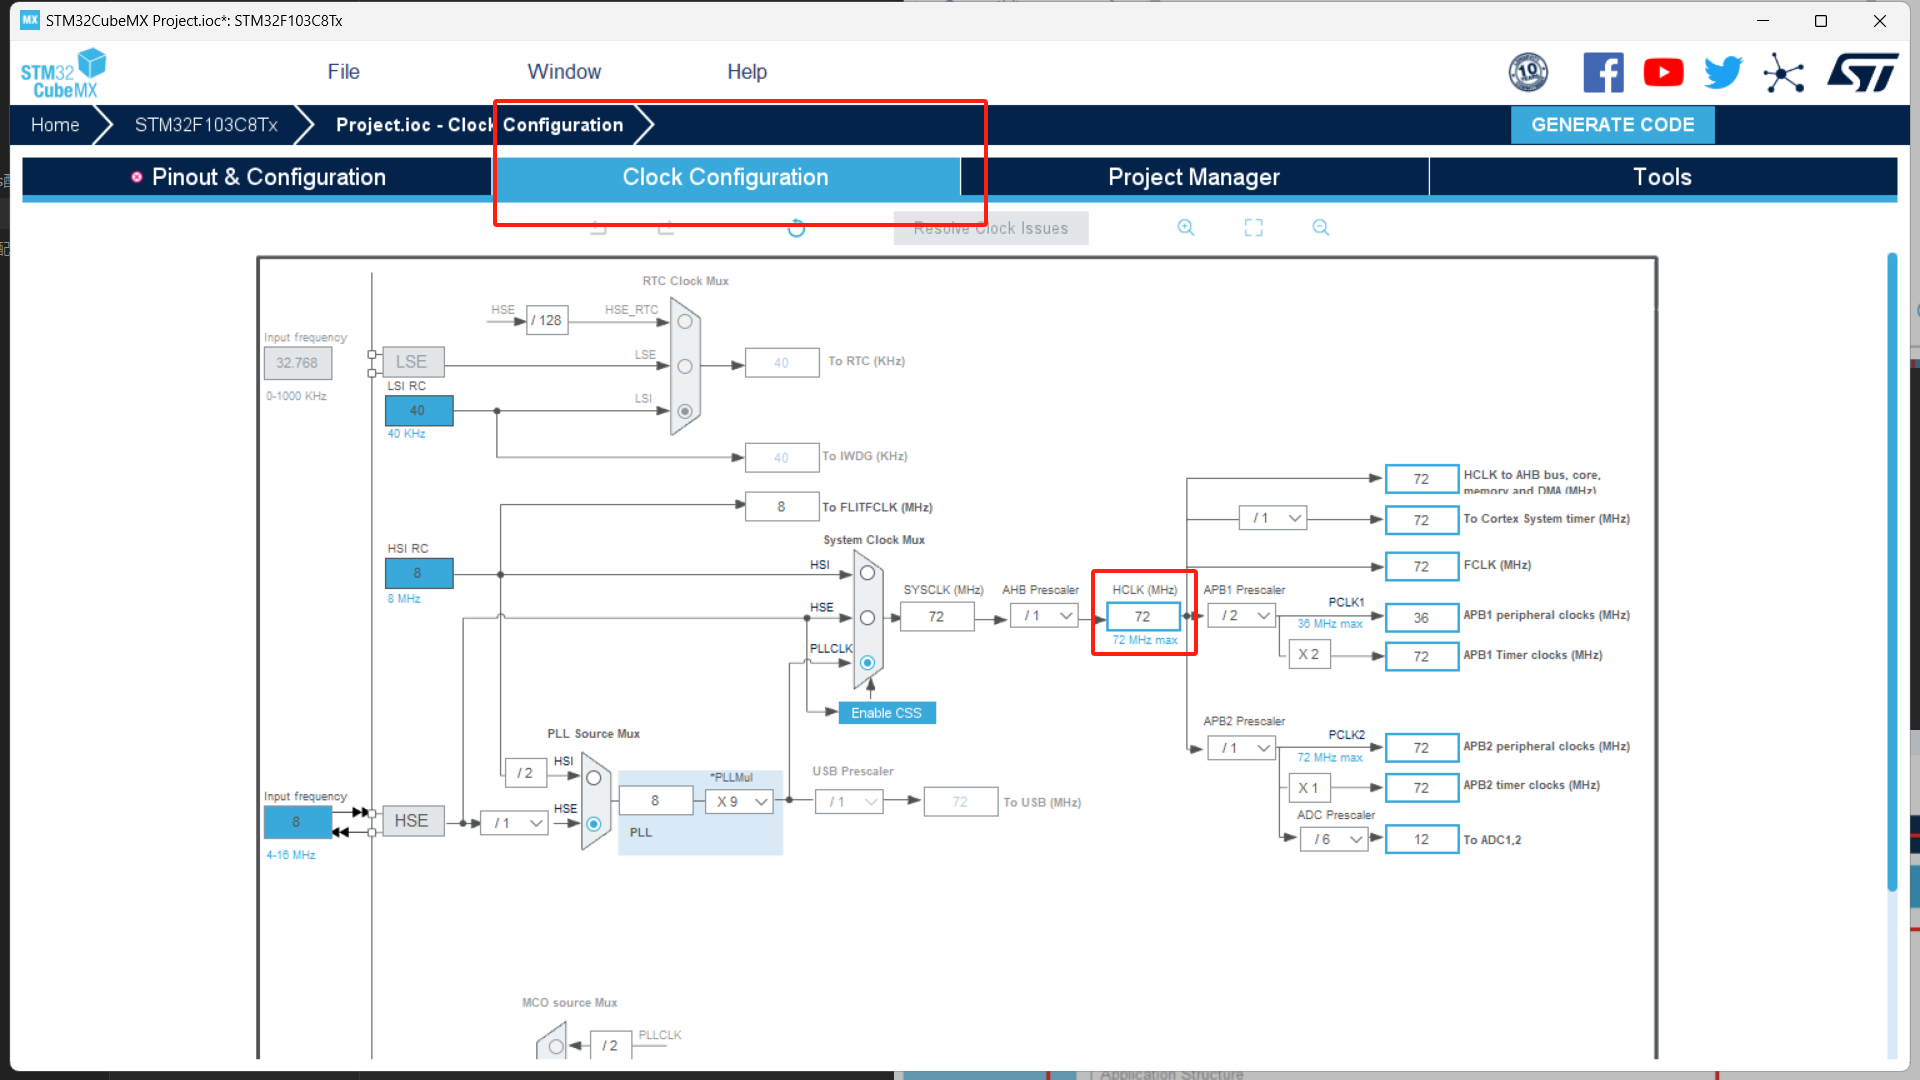 MX STM32CubeMX Project.ioc*: STM32F103C8Tx
STM32
CubeMX
File
Window
Help
10
Home
STM32F103C8Tx
Project.ioc - Clock Configuration
GENERATE CODE
Pinout & Configuration
Clock Configuration
Project Manager
Tools
Resolve Clock Issues
RTC Clock Mux
HSE
/ 128
HSE_RTC
Input frequency
32.768
0-1000 KHz
LSE
LSE
40
To RTC (KHz)
LSI RC
40
40 KHz
LSI
40
To IWDG (KHz)
8
To FLITFCLK (MHz)
HSI RC
8
8 MHz
System Clock Mux
HSI
HSE
PLLCLK
SYSCLK (MHz)
72
AHB Prescaler
/ 1
HCLK (MHz)
72
72 MHz max
APB1 Prescaler
/ 2
72
HCLK to AHB bus, core,
memory and DMA (MHz)
/ 1
72
To Cortex System timer (MHz)
72
FCLK (MHz)
PCLK1
36 MHz max
36
APB1 peripheral clocks (MHz)
X 2
72
APB1 Timer clocks (MHz)
Enable CSS
APB2 Prescaler
/ 1
PCLK2
72 MHz max
72
APB2 peripheral clocks (MHz)
X 1
72
APB2 timer clocks (MHz)
ADC Prescaler
/ 6
12
To ADC1,2
PLL Source Mux
/ 2
HSI
Input frequency
8
4-16 MHz
HSE
/ 1
HSE
8
*PLLMul
X 9
PLL
USB Prescaler
/ 1
72
To USB (MHz)
MCO source Mux
/ 2
PLLCLK
Application Structure